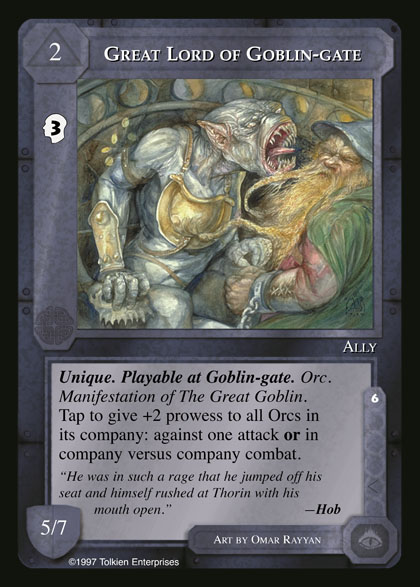 2
GREAT LORD OF GOBLIN-GATE
3
ALLY
Unique. Playable at Goblin-gate. Orc.
Manifestation of The Great Goblin.
Tap to give +2 prowess to all Orcs in
its company: against one attack or in
company versus company combat.
6
“He was in such a rage that he jumped off his
seat and himself rushed at Thorin with his
mouth open.” —Hob
5/7
ART BY OMAR RAYYAN
©1997 Tolkien Enterprises